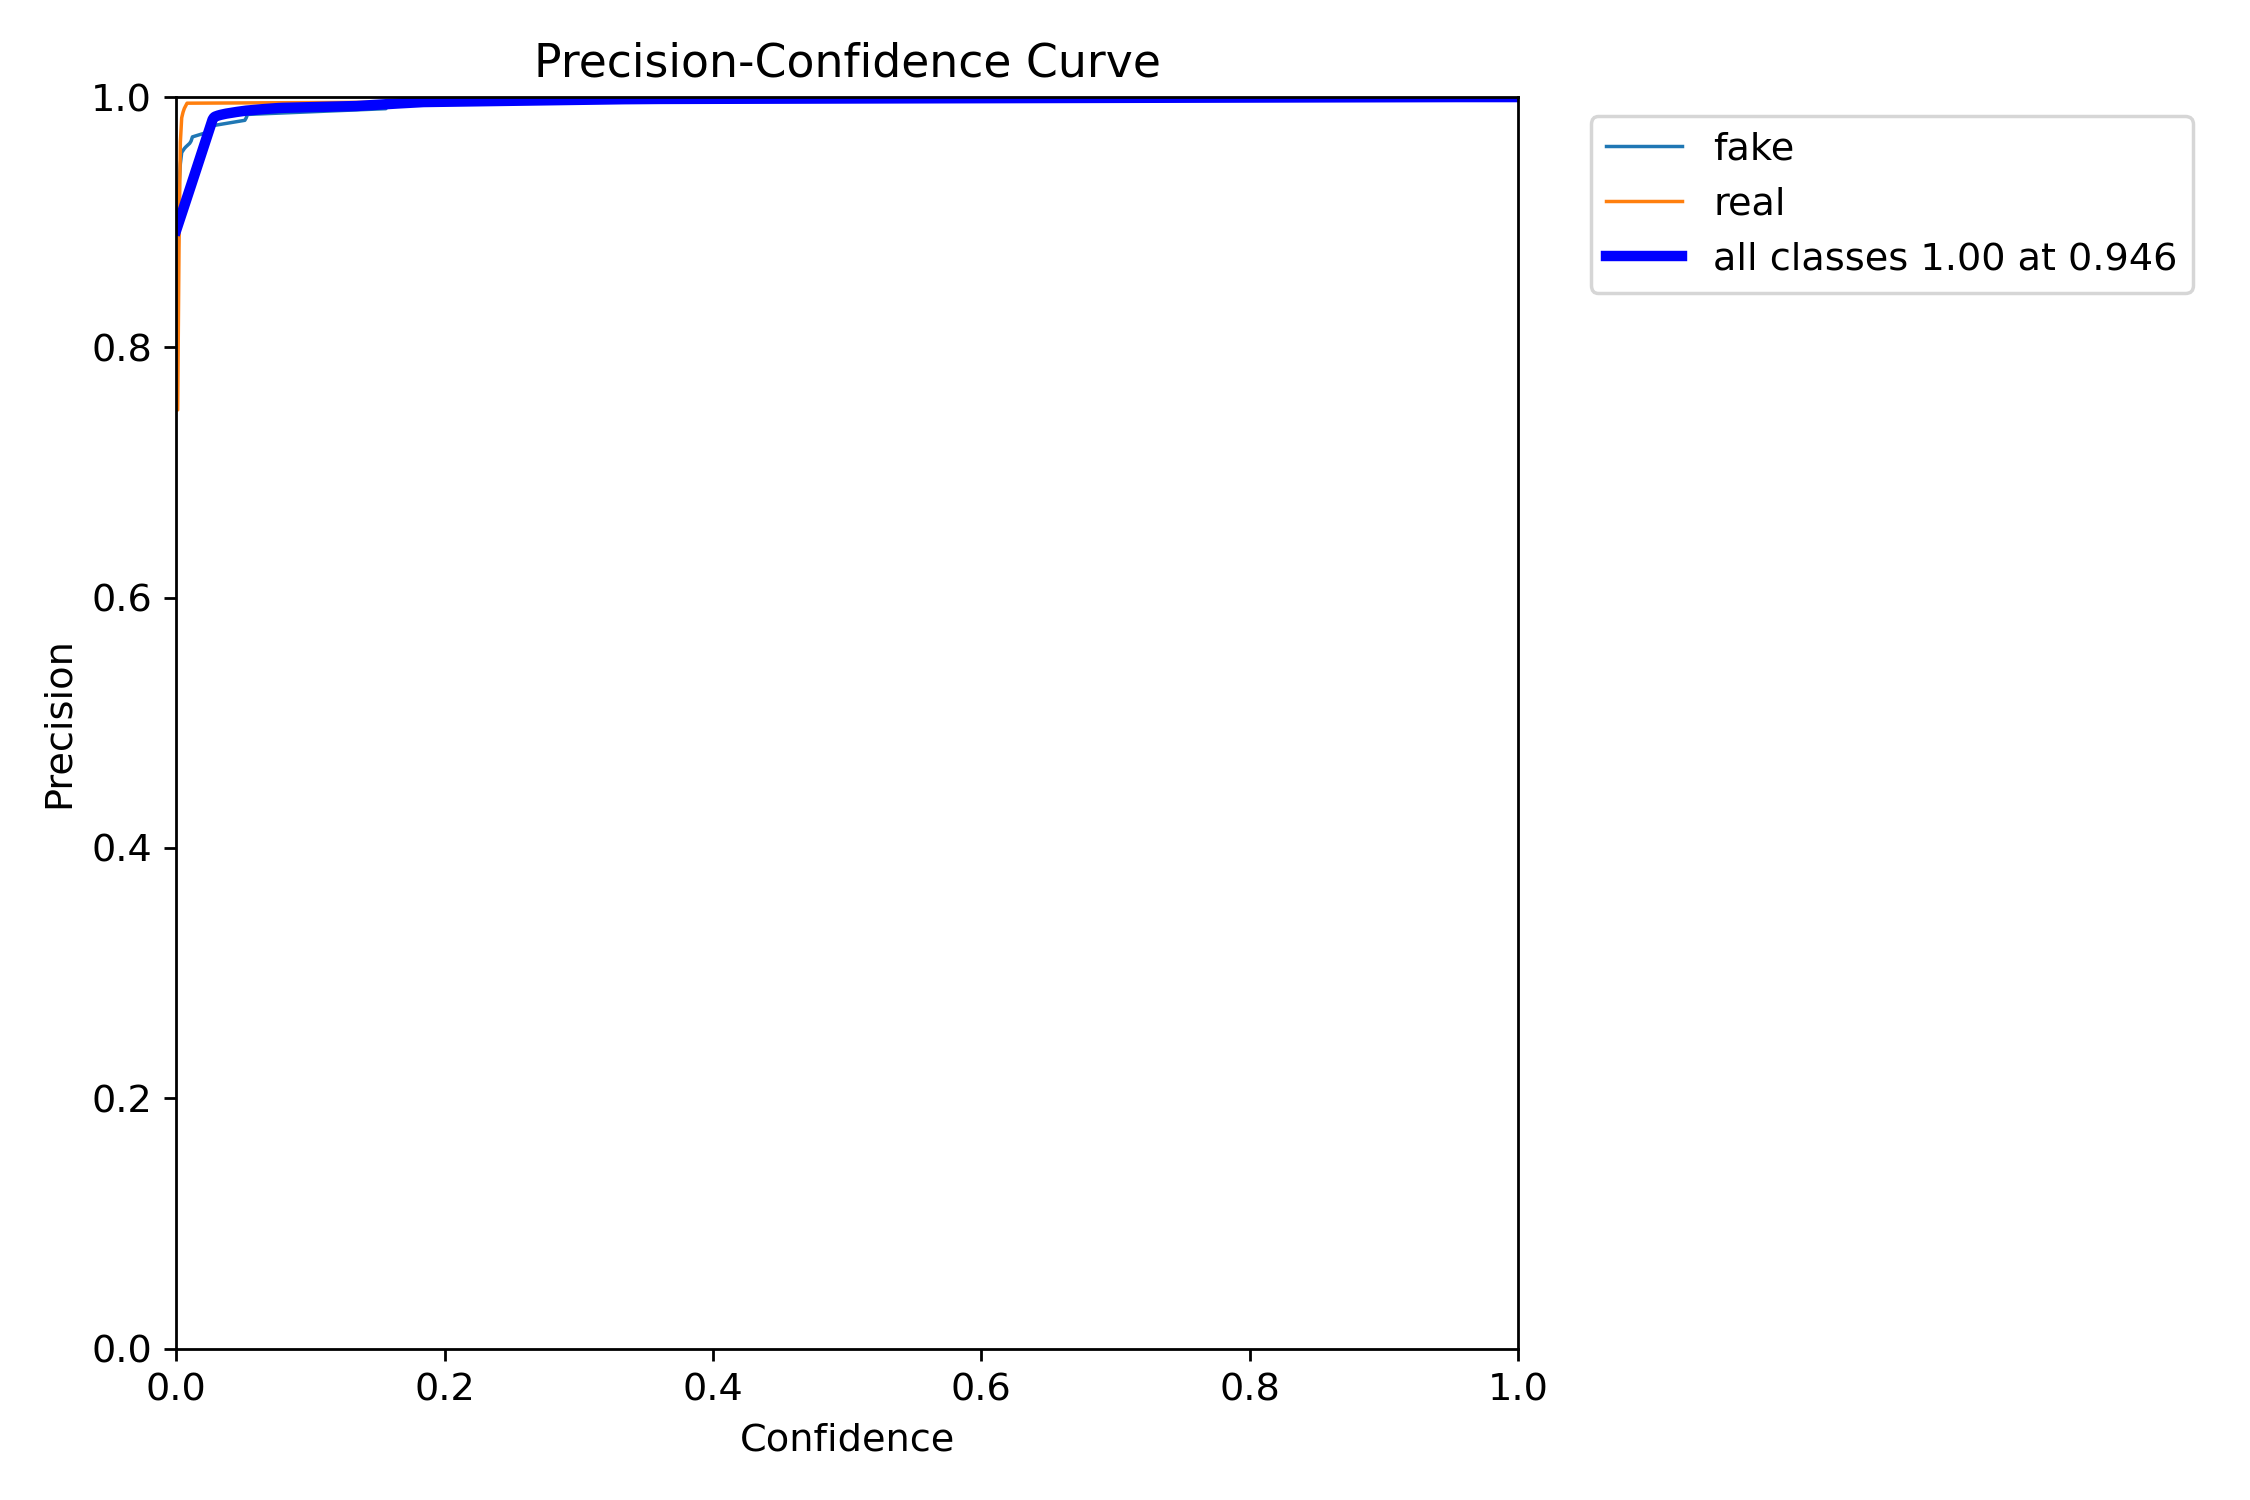 Precision-Confidence Curve
1.0
0.8
0.6
0.4
0.2
0.0
Precision
0.0 0.2 0.4 0.6 0.8 1.0
Confidence
fake
real
all classes 1.00 at 0.946